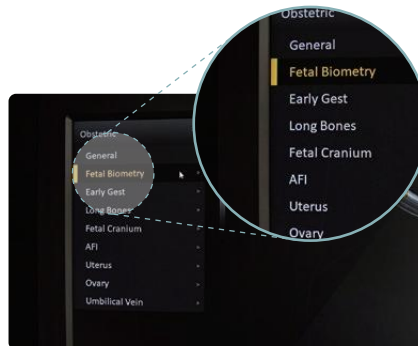 Obstetric
General
Fetal Biometry
Early Gest
Long Bones
Fetal Cranium
AFI
Uterus
Ovary
Umbilical Vein
Obstetric
General
Fetal Biometry
Early Gest
Long Bones
Fetal Cranium
AFI
Uterus
Ovary